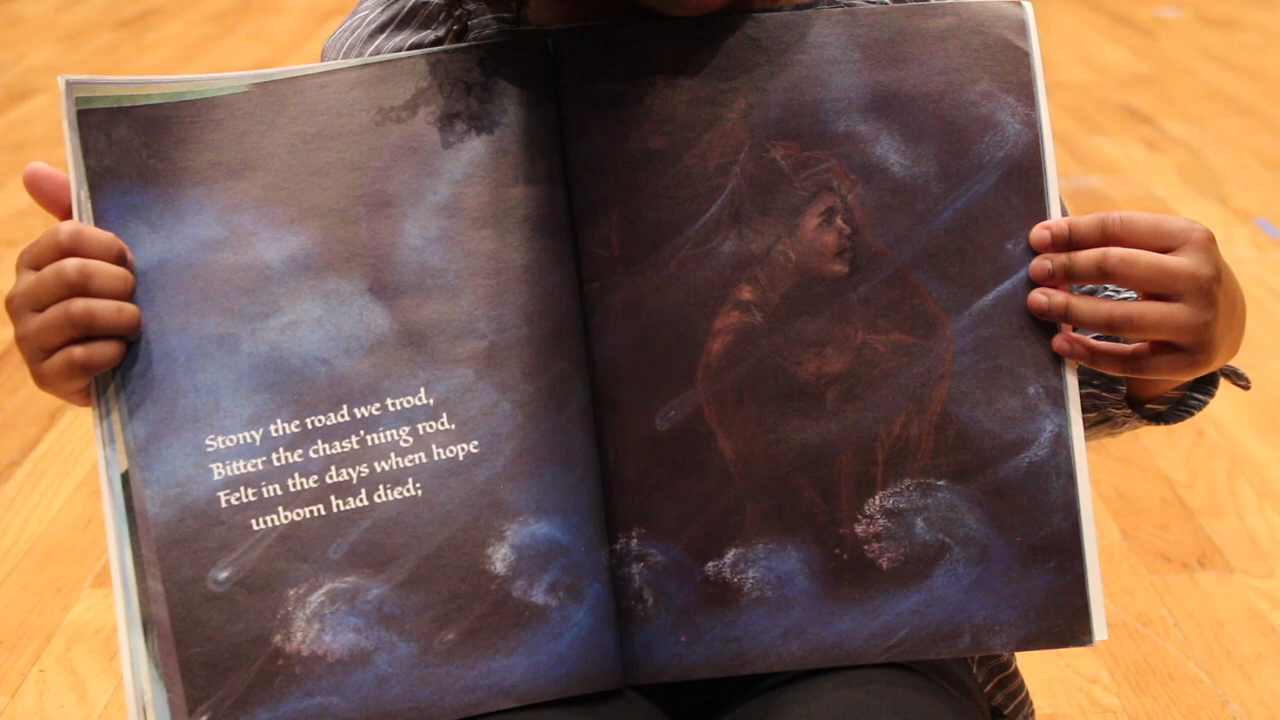 Stony the road we trod,
Bitter the chast'ning rod,
Felt in the days when hope
unborn had died;